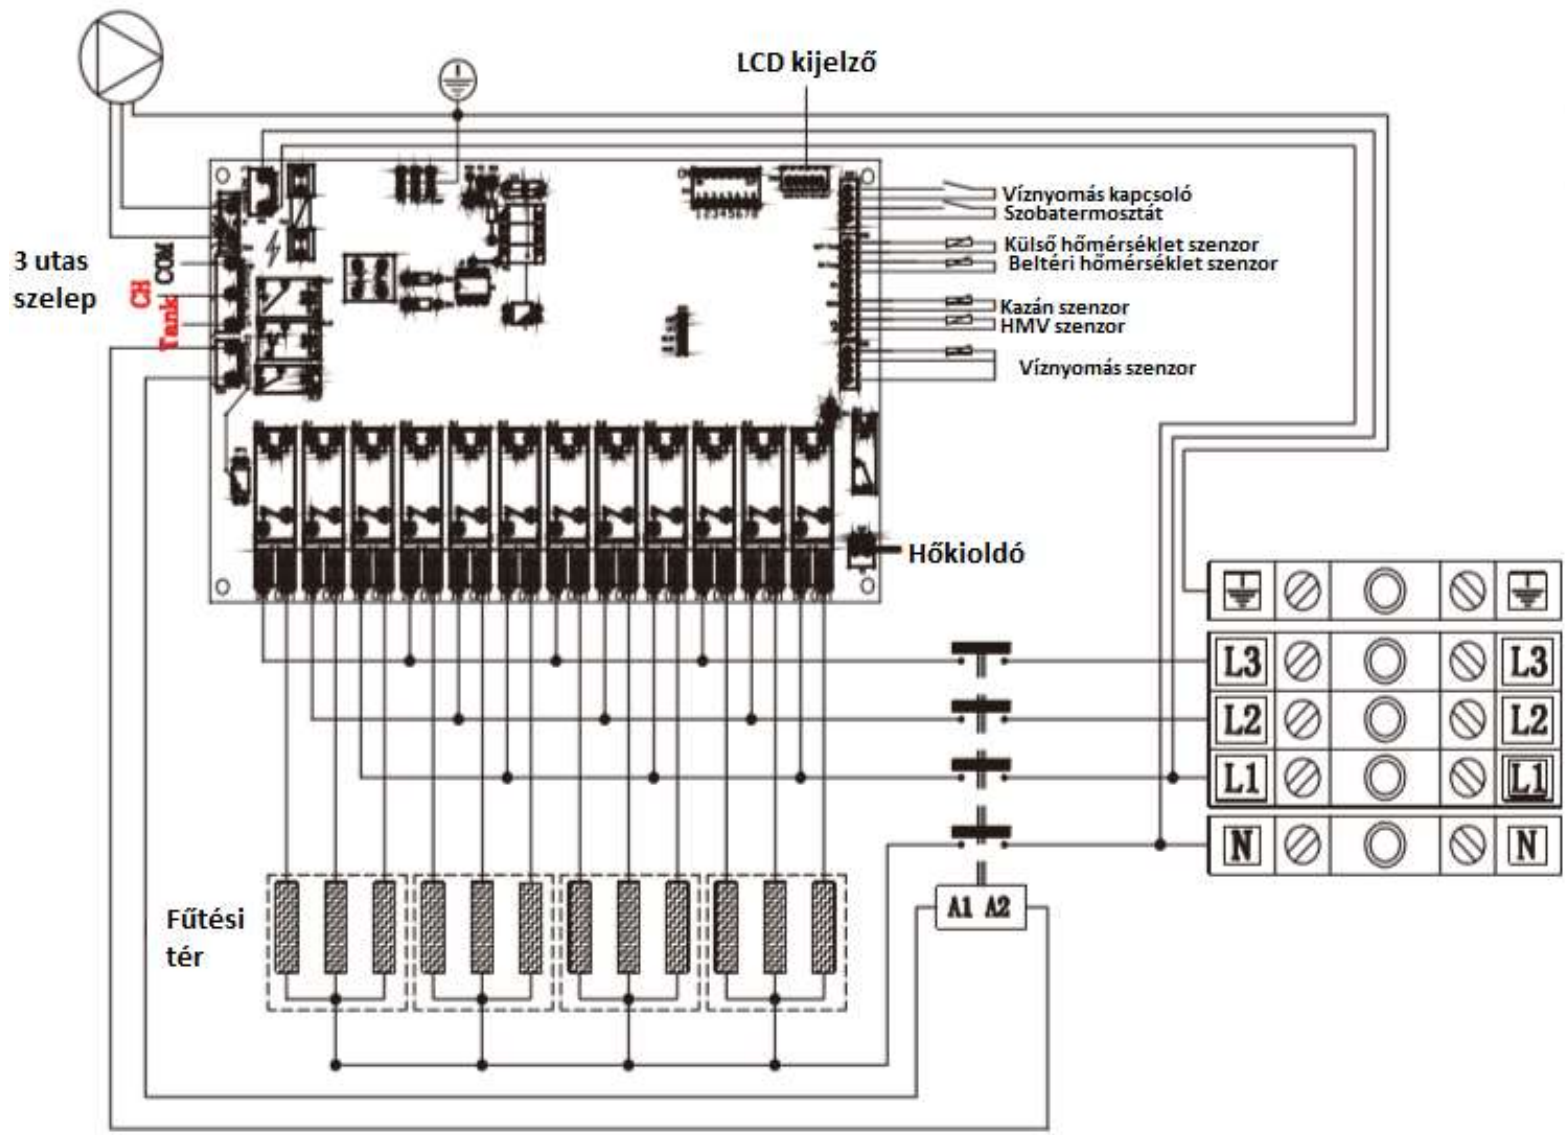 LCD kijelző
Víznyomás kapcsoló
Szobatermosztát
3 utas
szelep
COM
CH
Tank
Külső hőmérséklet szenzor
Beltéri hőmérséklet szenzor
Kazán szenzor
HMV szenzor
Víznyomás szenzor
12345678
Hőkioldó
L3 L3
L2 L2
L1 L1
N N
A1 A2
Fűtési
tér